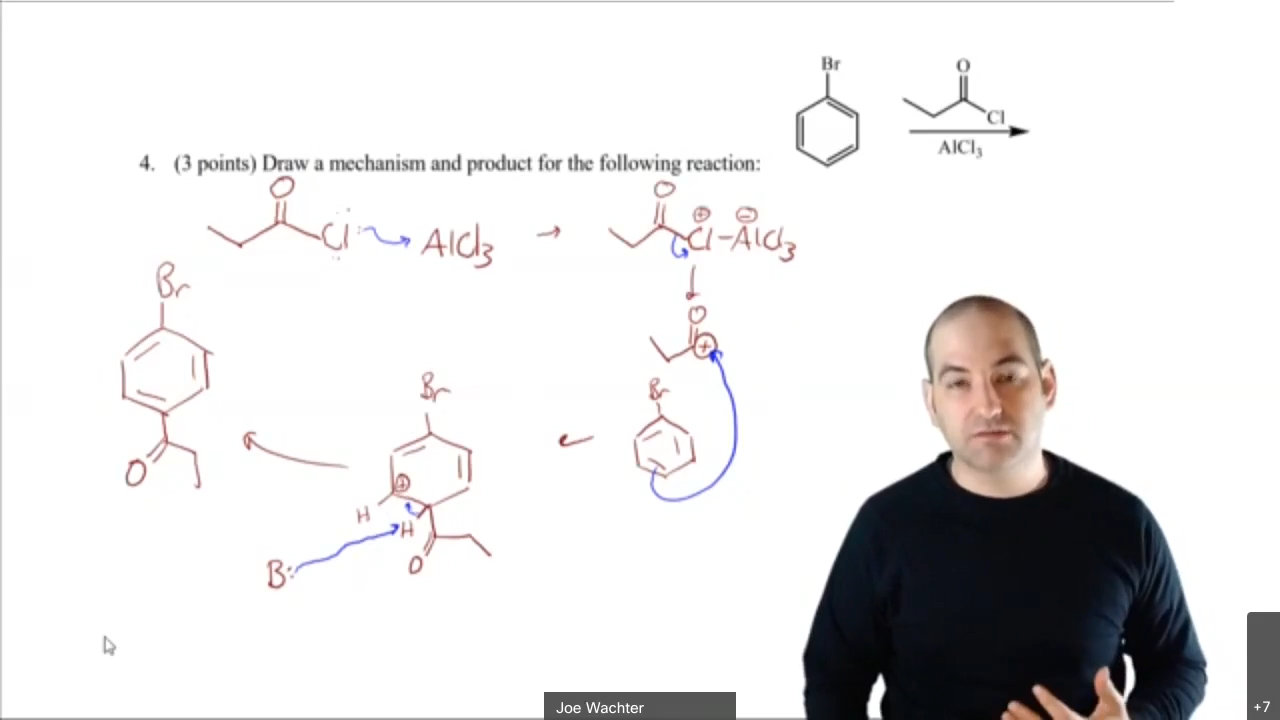 Br
O
Cl
AlCl3
4. (3 points) Draw a mechanism and product for the following reaction:
O
Cl
AlCl3
O
⊕ ⊖
Cl-AlCl3
O
⊕
Br
Br
Br
O
⊕
H
H
B:
O
Joe Wachter
+7